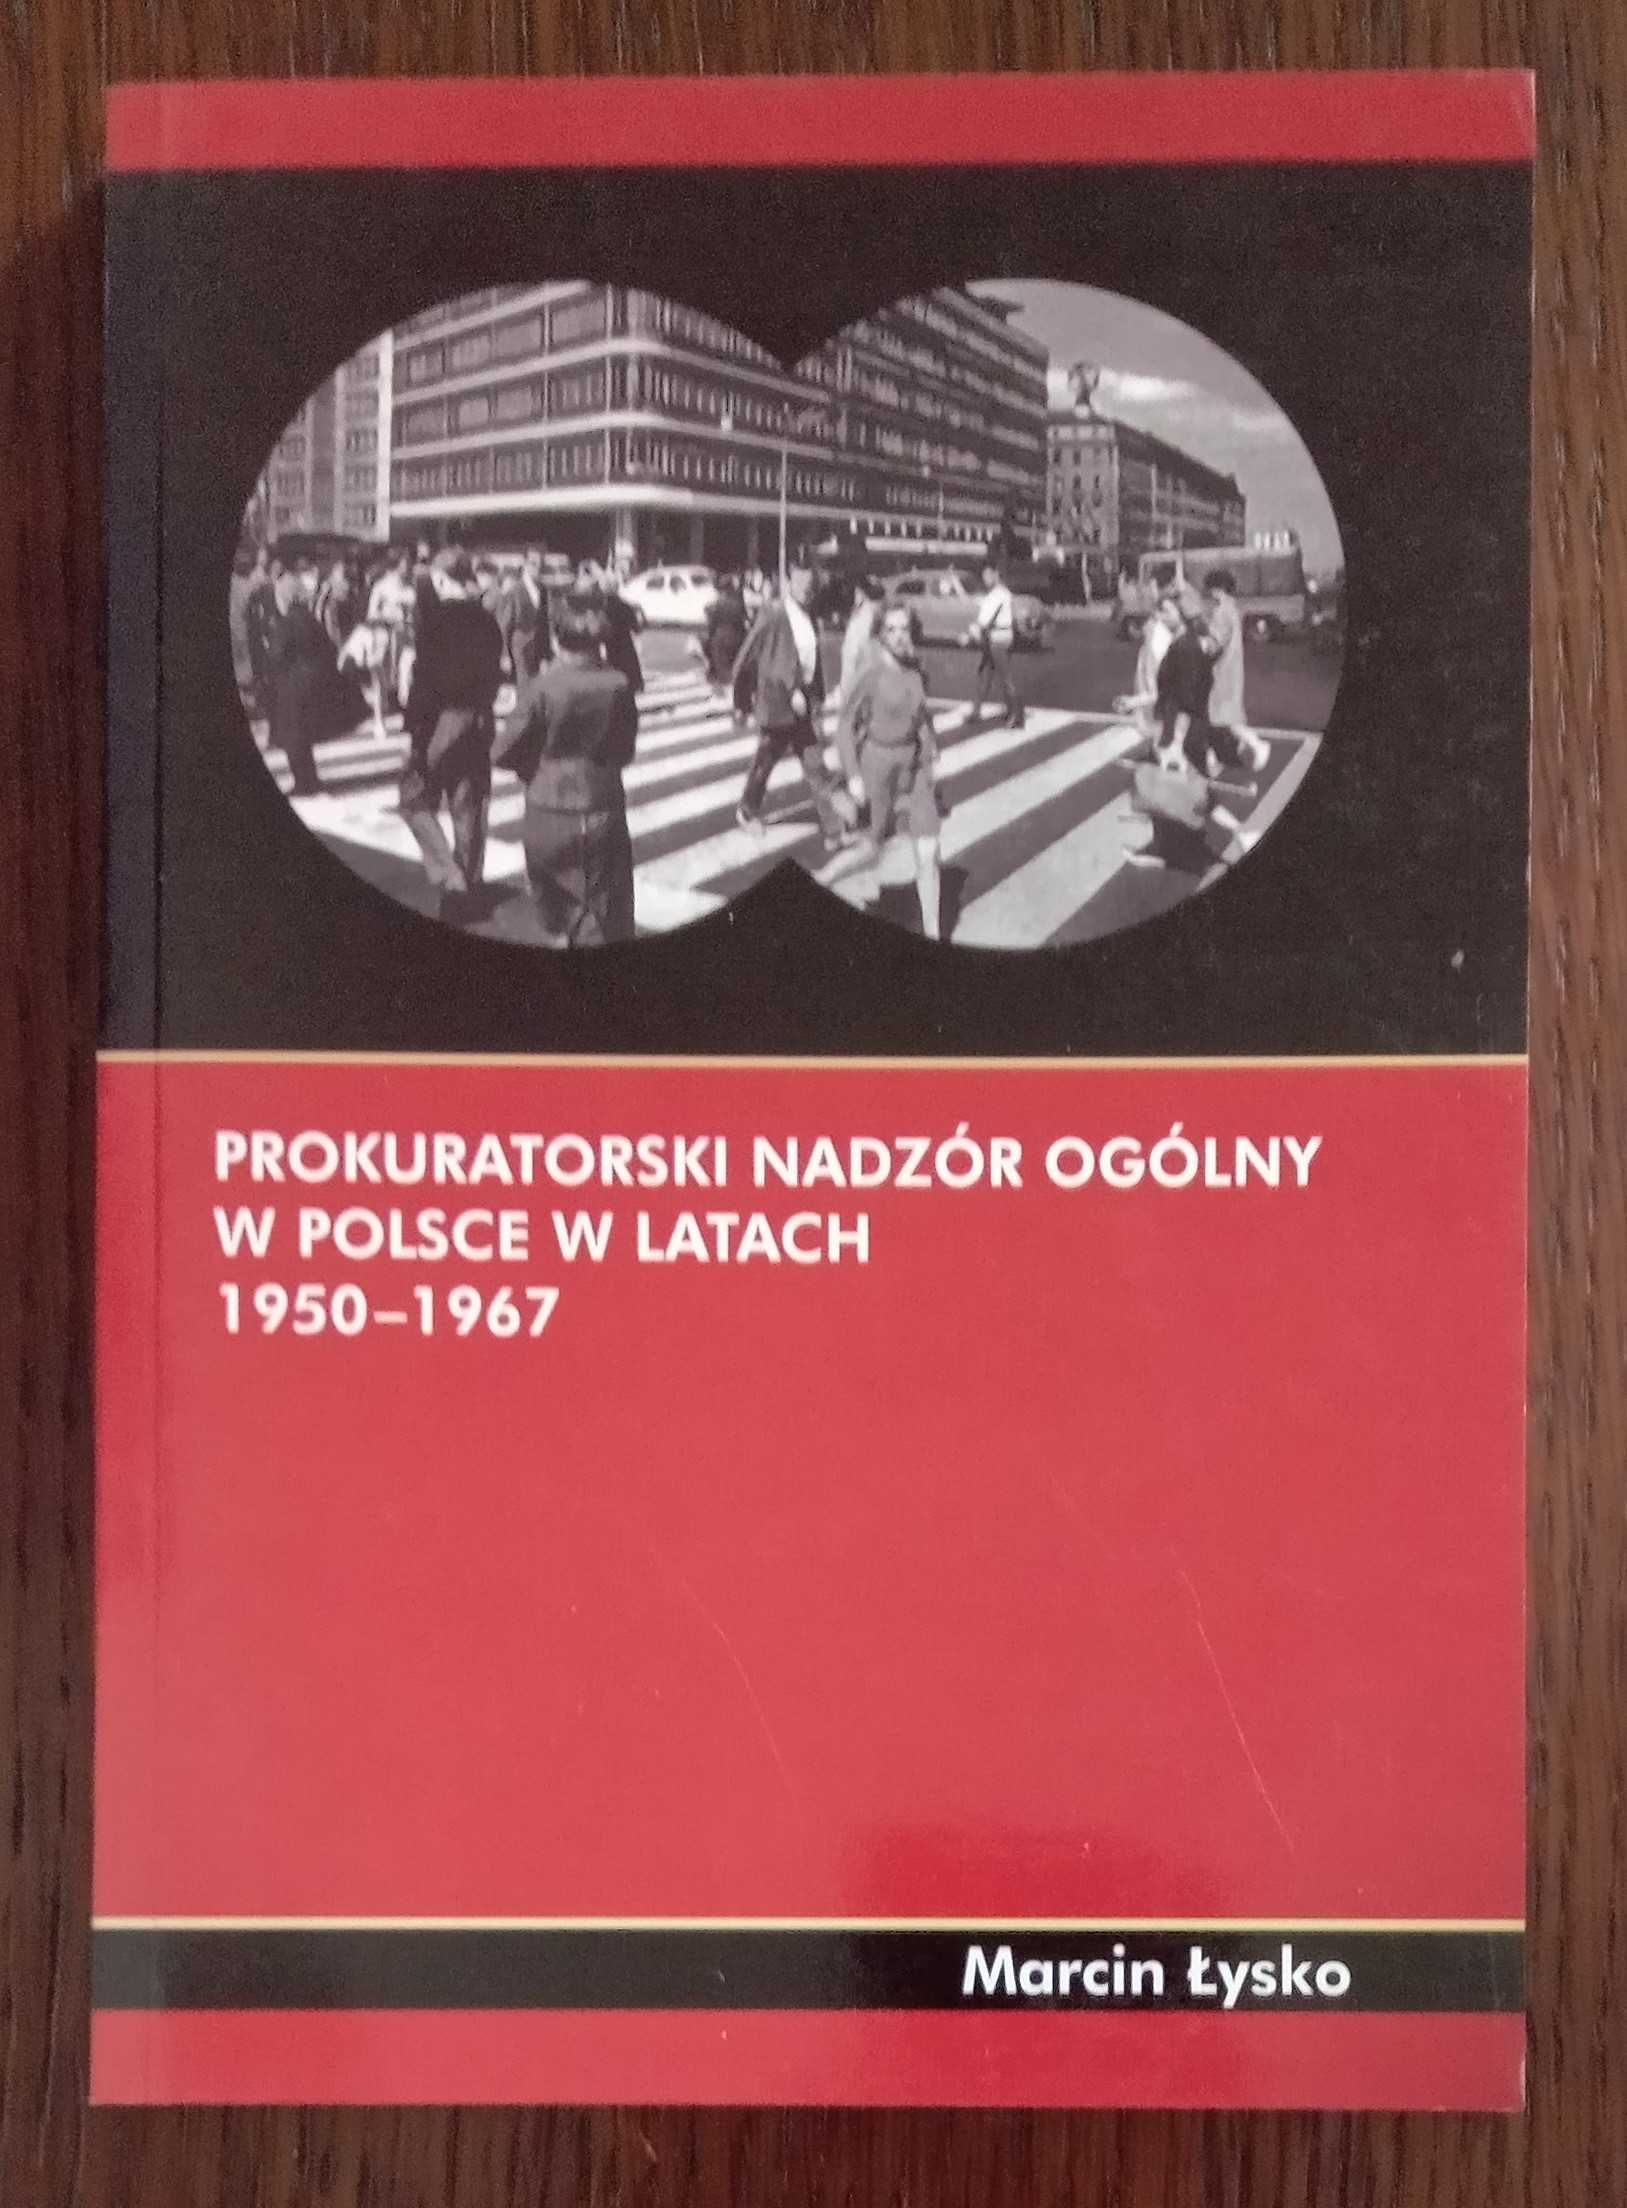 PROKURATORSKI NADZÓR OGÓLNY
W POLSCE W LATACH
1950–1967
Marcin Łysko